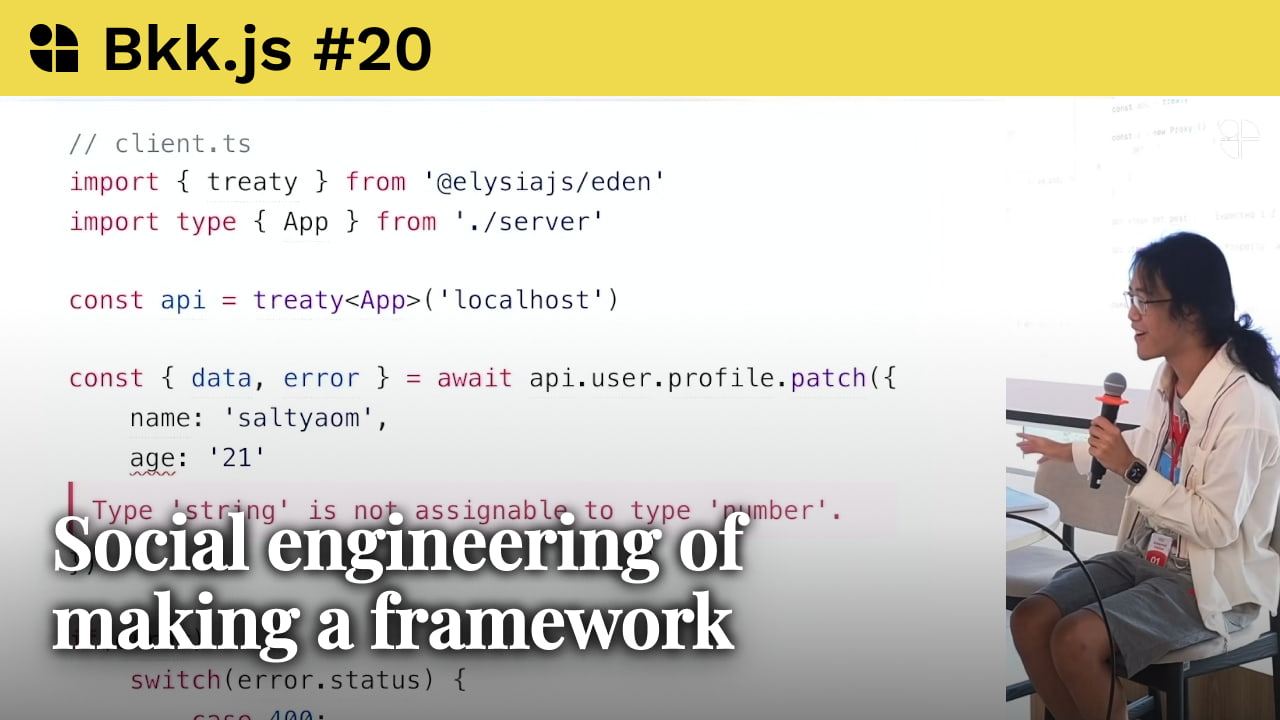 Bkk.js #20
// client.ts
import { treaty } from '@elysiajs/eden'
import type { App } from './server'
const api = treaty<App>('localhost')
const { data, error } = await api.user.profile.patch({
name: 'saltyaom',
age: '21'
Type 'string' is not assignable to type 'number'.
Social engineering of
making a framework
switch(error.status) {
case 400: